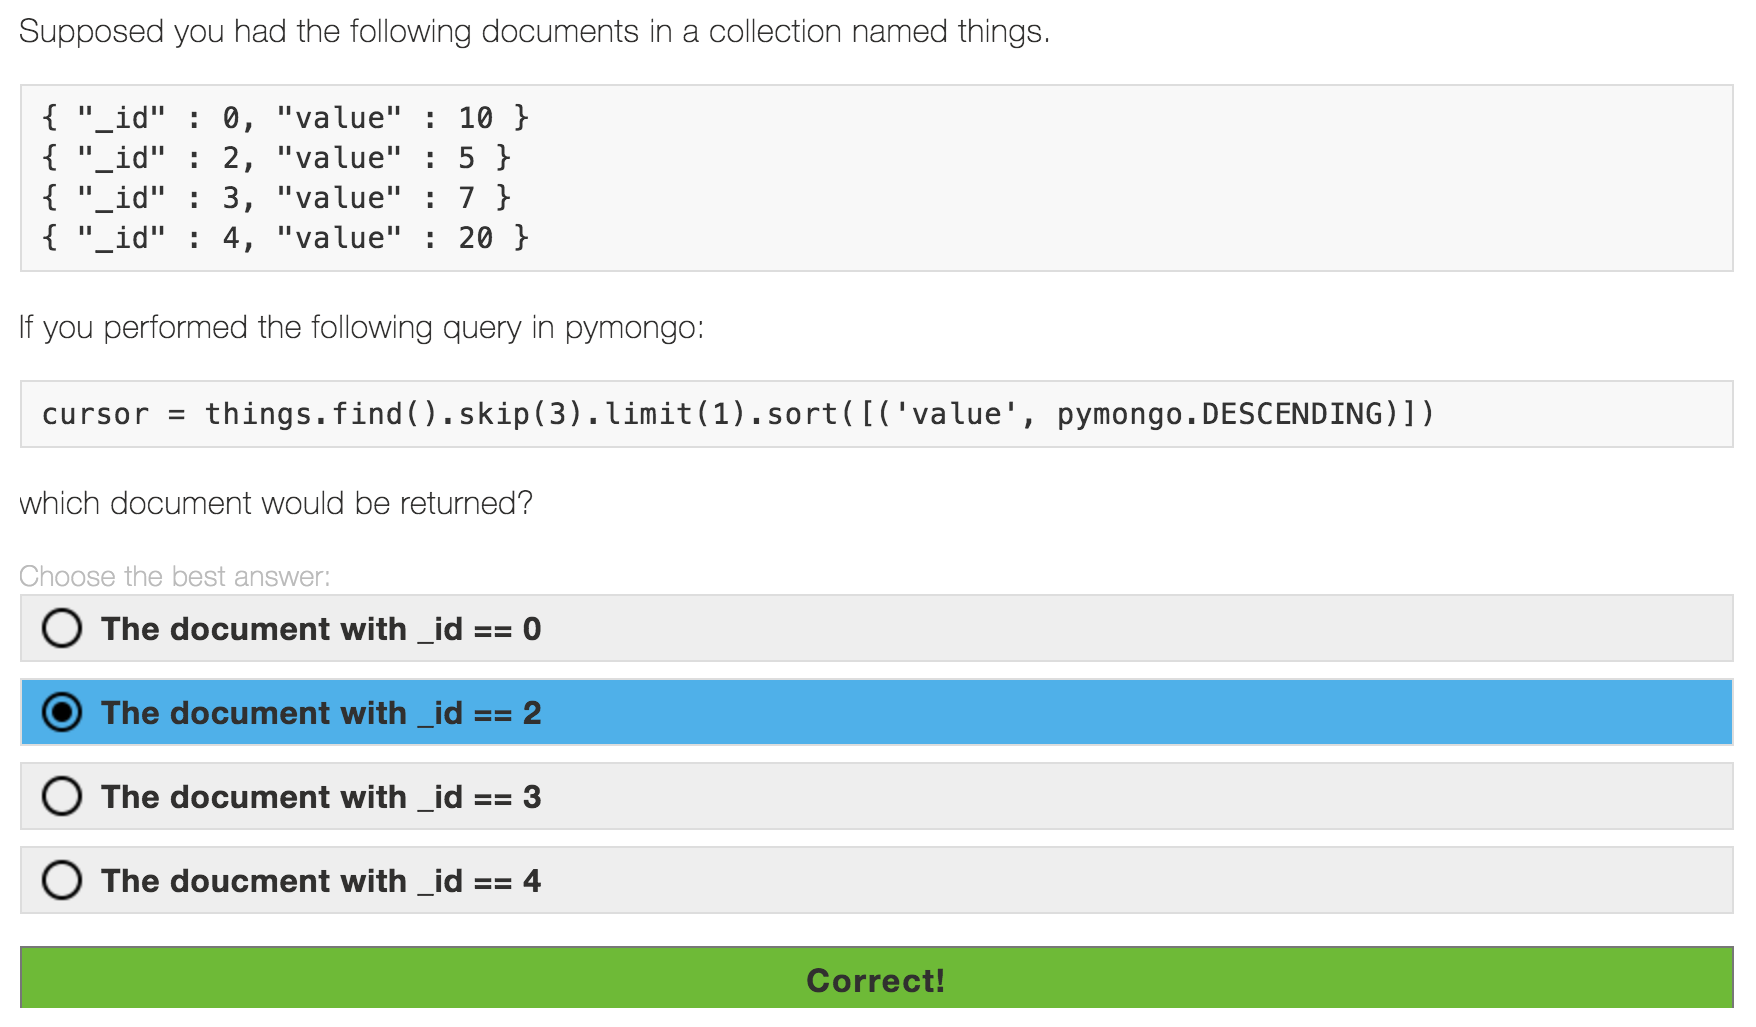 Supposed you had the following documents in a collection named things.
{ "_id" : 0, "value" : 10 }
{ "_id" : 2, "value" : 5 }
{ "_id" : 3, "value" : 7 }
{ "_id" : 4, "value" : 20 }
If you performed the following query in pymongo:
cursor = things.find().skip(3).limit(1).sort([('value', pymongo.DESCENDING)])
which document would be returned?
Choose the best answer:
The document with _id == 0
The document with _id == 2
The document with _id == 3
The doucment with _id == 4
Correct!